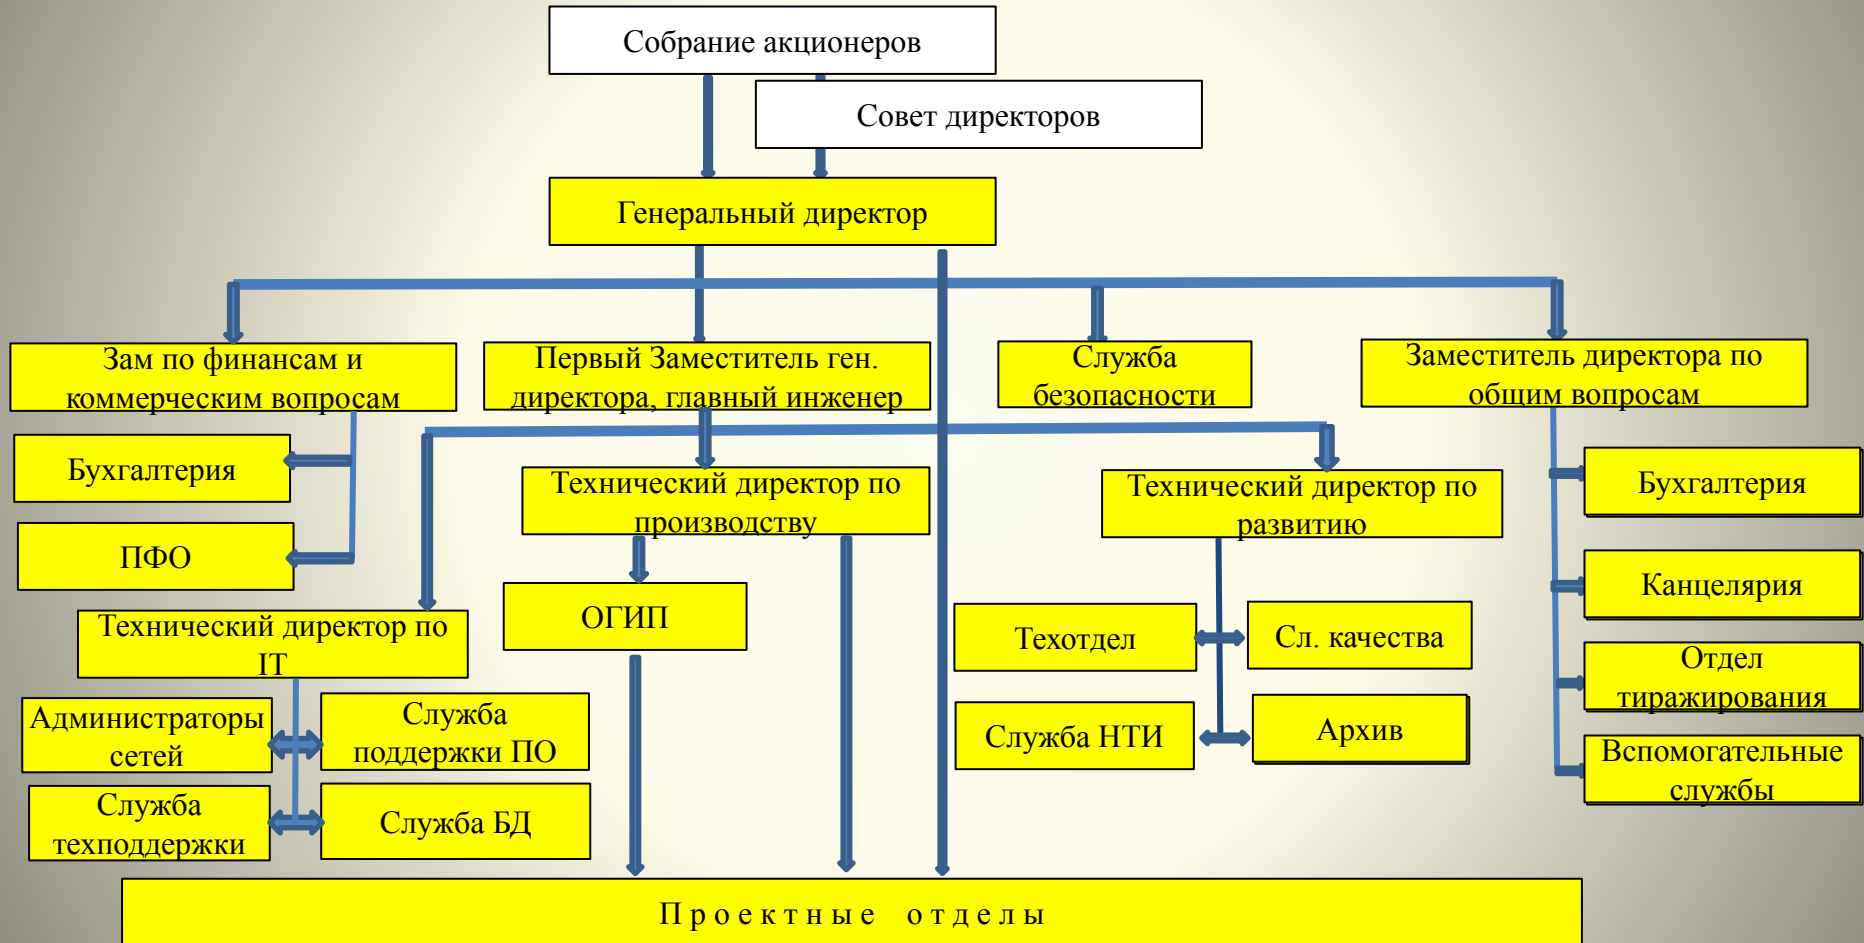 Собрание акционеров
Совет директоров
Генеральный директор
Зам по финансам и
коммерческим вопросам
Первый Заместитель ген.
директора, главный инженер
Служба
безопасности
Заместитель директора по
общим вопросам
Бухгалтерия
ПФО
Технический директор по
производству
Технический директор по
развитию
Бухгалтерия
Канцелярия
Отдел
тиражирования
Вспомогательные
службы
Технический директор по
IT
ОГИП
Техотдел
Сл. качества
Служба НТИ
Архив
Администраторы
сетей
Служба
поддержки ПО
Служба
техподдержки
Служба БД
П р о е к т н ы е о т д е л ы